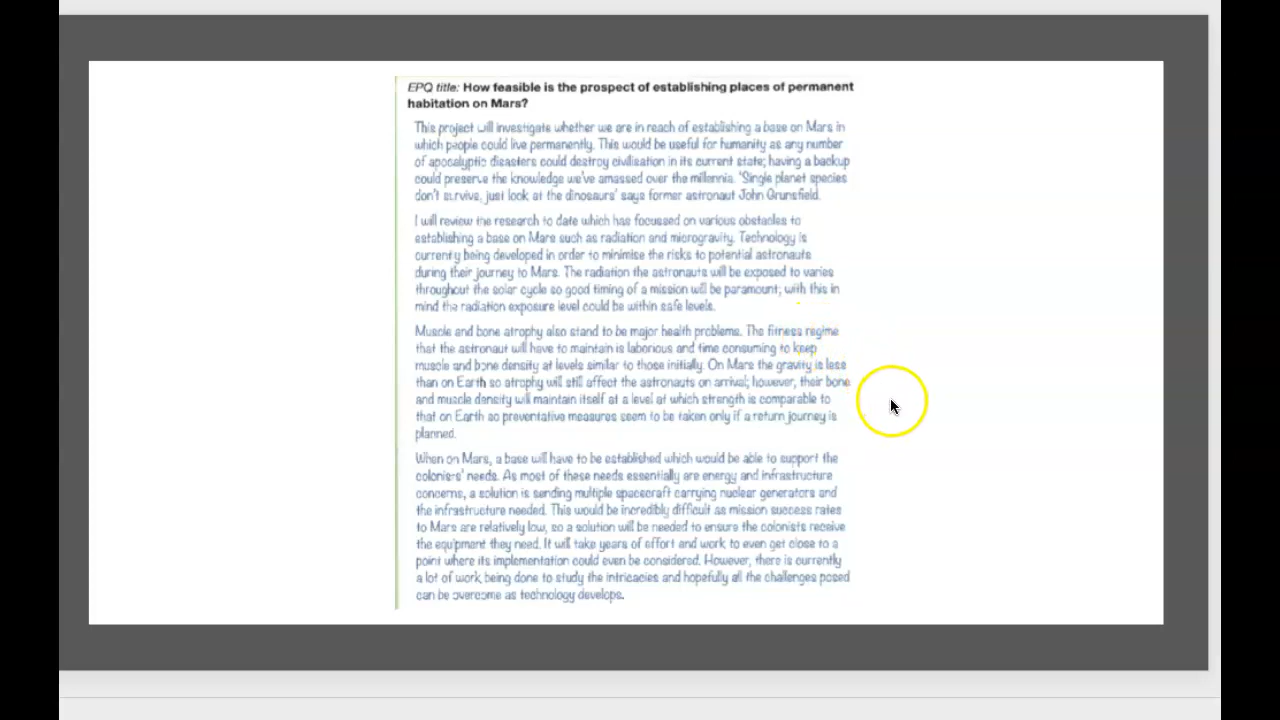 EPQ title: How feasible is the prospect of establishing places of permanent
habitation on Mars?
This project will investigate whether we are in reach of establishing a base on Mars in
which people could live permanently. This would be useful for humanity as any number
of apocalyptic disasters could destroy civilisation in its current state; having a backup
could preserve the knowledge we've amassed over the millennia. 'Single planet species
don't survive, just look at the dinosaurs' says former astronaut John Grunsfield.
I will review the research to date which has focussed on various obstacles to
establishing a base on Mars such as radiation and microgravity. Technology is
currently being developed in order to minimise the risks to potential astronauts
during their journey to Mars. The radiation the astronauts will be exposed to varies
throughout the solar cycle so good timing of a mission will be paramount; with this in
mind the radiation exposure level could be within safe levels.
Muscle and bone atrophy also stand to be major health problems. The fitness regime
that the astronaut will have to maintain is laborious and time consuming to keep
muscle and bone density at levels similar to those initially. On Mars the gravity is less
than on Earth so atrophy will still affect the astronauts on arrival; however, their bone
and muscle density will maintain itself at a level at which strength is comparable to
that on Earth so preventative measures seem to be taken only if a return journey is
planned.
When on Mars, a base will have to be established which would be able to support the
colonists' needs. As most of these needs essentially are energy and infrastructure
concerns, a solution is sending multiple spacecraft carrying nuclear generators and
the infrastructure needed. This would be incredibly difficult as mission success rates
to Mars are relatively low, so a solution will be needed to ensure the colonists receive
the equipment they need. It will take years of effort and work to even get close to a
point where its implementation could even be considered. However, there is currently
a lot of work being done to study the intricacies and hopefully all the challenges posed
can be overcome as technology develops.